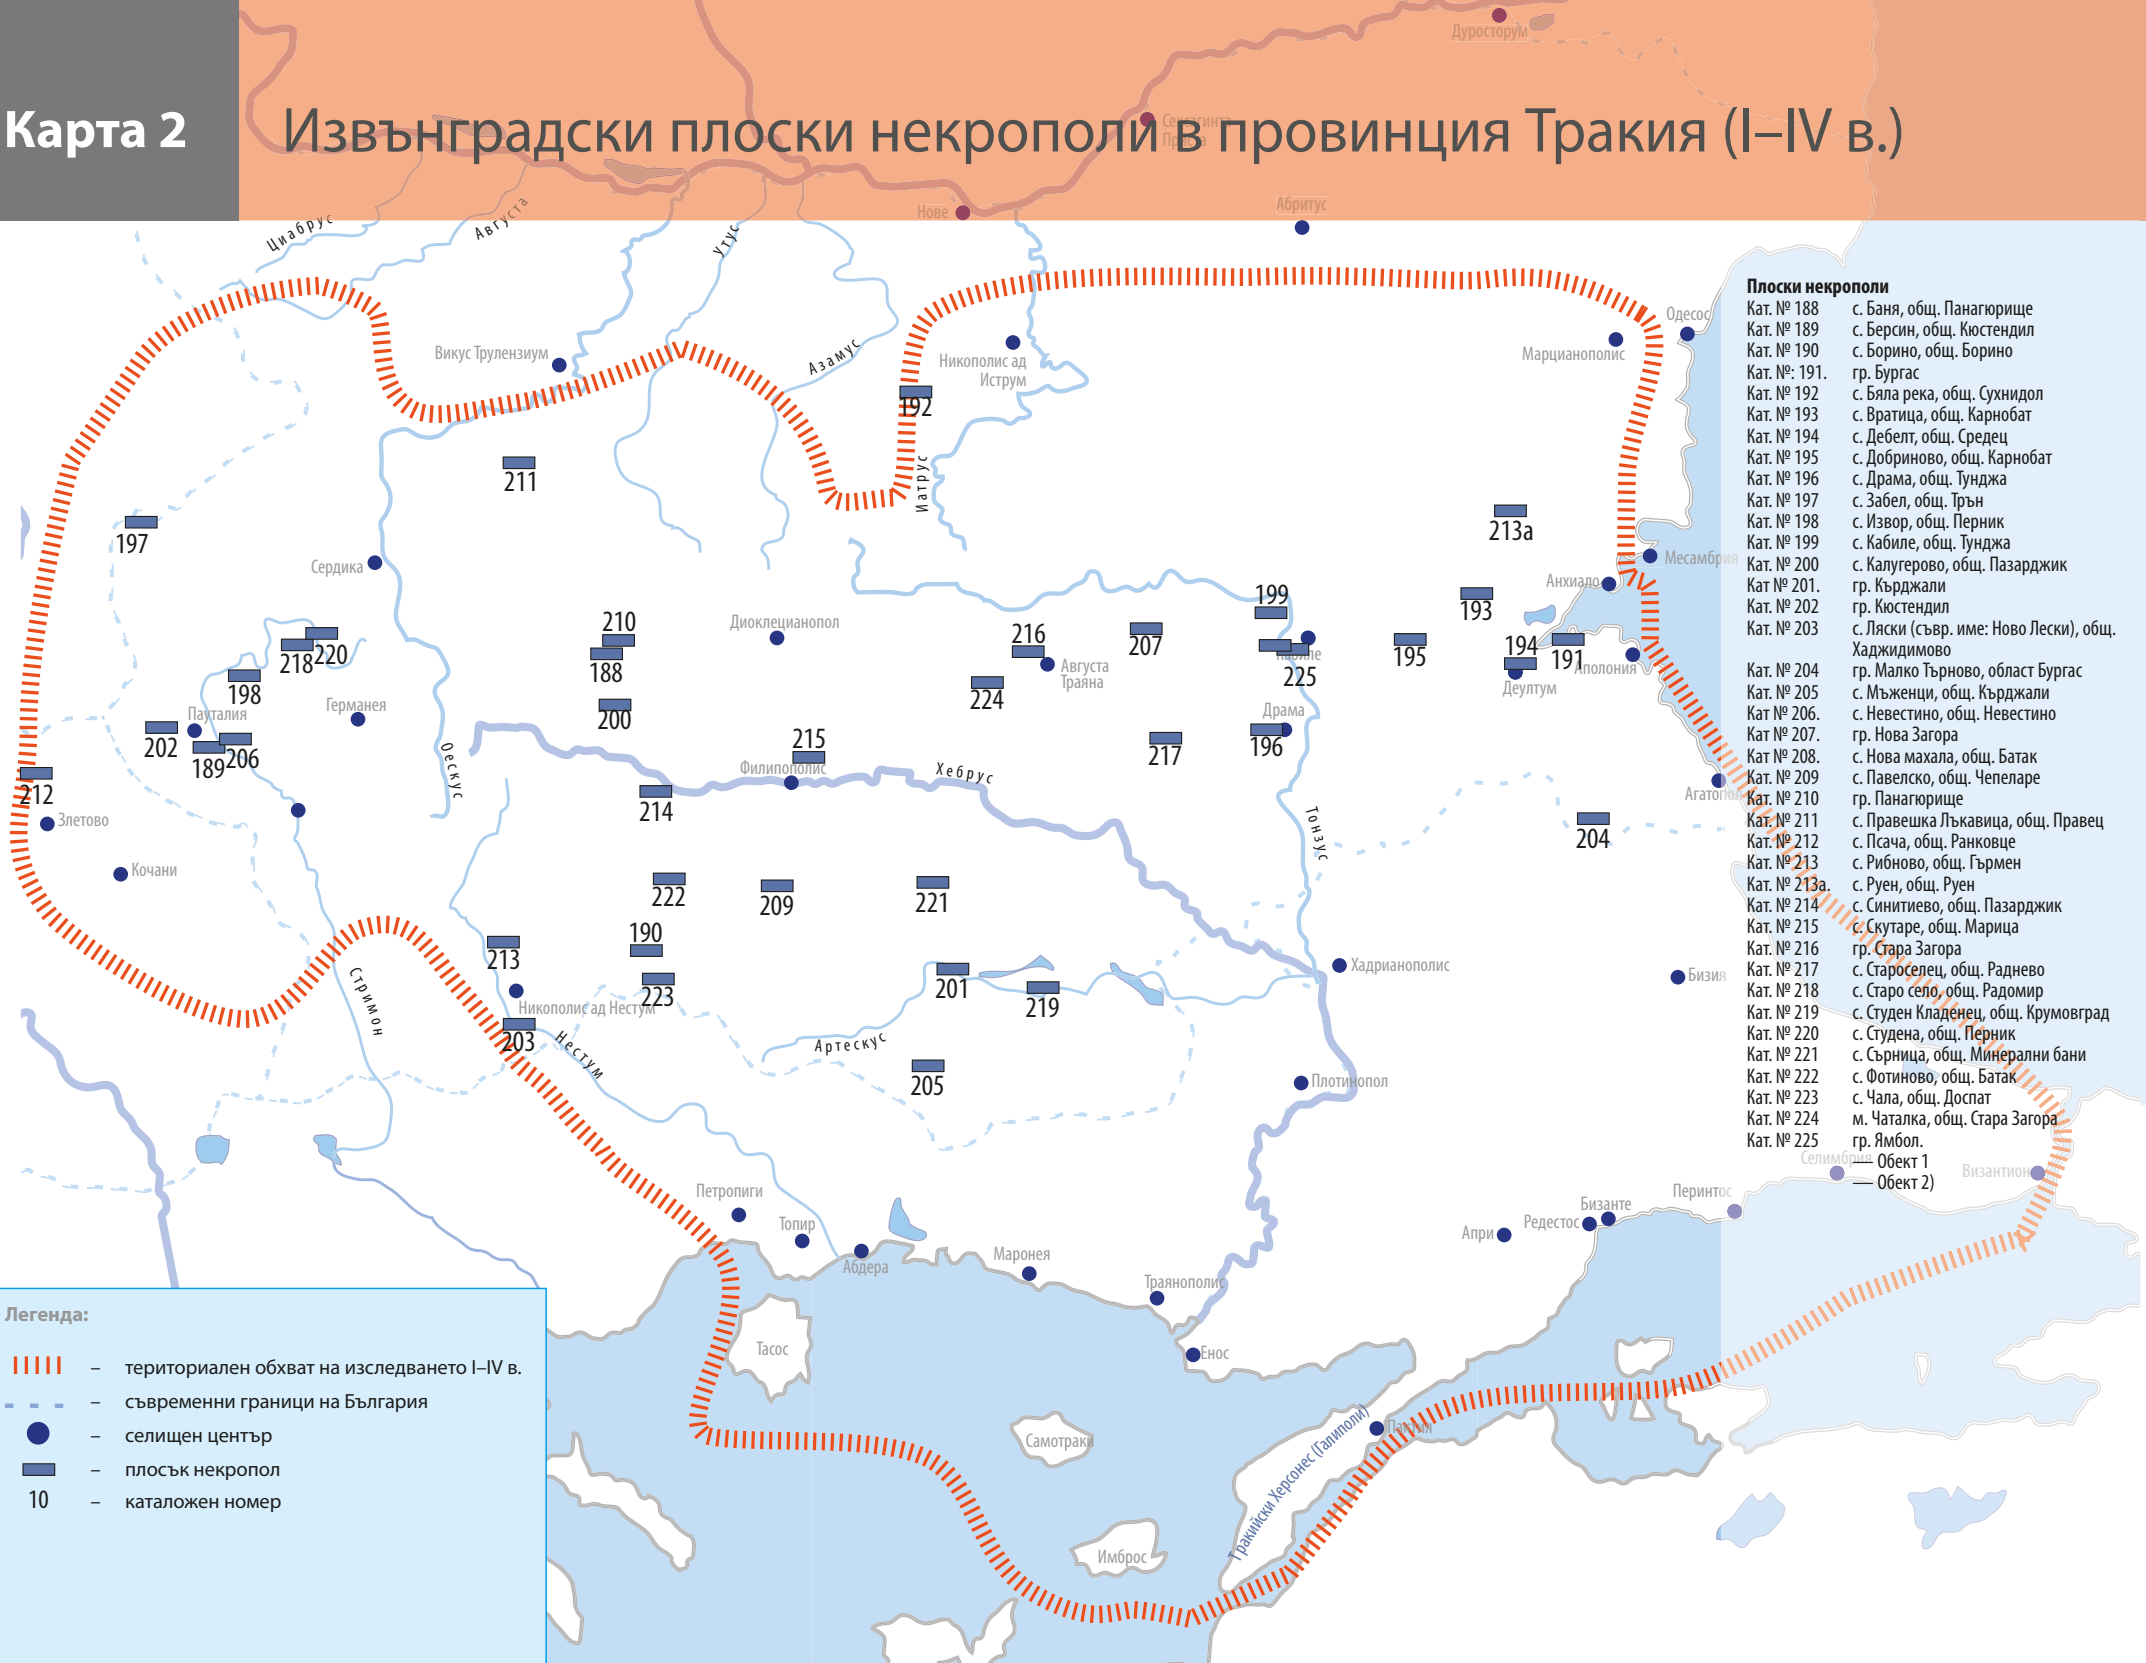 Карта 2
Извънградски плоски некрополи в провинция Тракия (I–IV в.)
Дуросторум
Сексагинта
Приста
Нове
Абритус
Циабрус
Августа
Утус
Азамус
Викус Трулензиум
Никополис ад
Иструм
Марцианополис
Одесос
192
Иатрус
211
197
Сердика
213а
Месамбрия
Анхиало
199
193
210
188
Диоклецианопол
216
Августа
Траяна
207
Кабиле
225
195
194
191
Аполония
Деултум
218
220
198
Пауталия
Германея
200
224
Драма
196
202
189
206
215
Филипополис
217
212
Злетово
Оескус
214
Хебрус
Тонзус
Агатопол
204
Кочани
222
209
221
190
213
223
201
219
Хадрианополис
Бизия
Никополис ад Нестум
203
Стримон
Нестум
Артескус
205
Плотинопол
Петропиги
Топир
Абдера
Маронея
Траянополис
Енос
Апри
Редестос
Бизанте
Перинтос
Селимбрия
Византион
Тасос
Самотраки
Имброс
Тракийски Херсонес (Галиполи)
Пактия
Плоски некрополи
Кат. № 188 с. Баня, общ. Панагюрище
Кат. № 189 с. Берсин, общ. Кюстендил
Кат. № 190 с. Борино, общ. Борино
Кат. №: 191. гр. Бургас
Кат. № 192 с. Бяла река, общ. Сухнидол
Кат. № 193 с. Вратица, общ. Карнобат
Кат. № 194 с. Дебелт, общ. Средец
Кат. № 195 с. Добриново, общ. Карнобат
Кат. № 196 с. Драма, общ. Тунджа
Кат. № 197 с. Забел, общ. Трън
Кат. № 198 с. Извор, общ. Перник
Кат. № 199 с. Кабиле, общ. Тунджа
Кат. № 200 с. Калугерово, общ. Пазарджик
Кат № 201. гр. Кърджали
Кат. № 202 гр. Кюстендил
Кат. № 203 с. Ляски (съвр. име: Ново Лески), общ.
Хаджидимово
Кат. № 204 гр. Малко Търново, област Бургас
Кат. № 205 с. Мъженци, общ. Кърджали
Кат № 206. с. Невестино, общ. Невестино
Кат № 207. гр. Нова Загора
Кат № 208. с. Нова махала, общ. Батак
Кат. № 209 с. Павелско, общ. Чепеларе
Кат. № 210 гр. Панагюрище
Кат. № 211 с. Правешка Лъкавица, общ. Правец
Кат. № 212 с. Псача, общ. Ранковце
Кат. № 213 с. Рибново, общ. Гърмен
Кат. № 213а. с. Руен, общ. Руен
Кат. № 214 с. Синитиево, общ. Пазарджик
Кат. № 215 с. Скутаре, общ. Марица
Кат. № 216 гр. Стара Загора
Кат. № 217 с. Староселец, общ. Раднево
Кат. № 218 с. Старо село, общ. Радомир
Кат. № 219 с. Студен Кладенец, общ. Крумовград
Кат. № 220 с. Студена, общ. Перник
Кат. № 221 с. Сърница, общ. Минерални бани
Кат. № 222 с. Фотиново, общ. Батак
Кат. № 223 с. Чала, общ. Доспат
Кат. № 224 м. Чаталка, общ. Стара Загора
Кат. № 225 гр. Ямбол.
— Обект 1
— Обект 2)
Легенда:
– териториален обхват на изследването I–IV в.
– съвременни граници на България
– селищен център
– плосък некропол
10 – каталожен номер